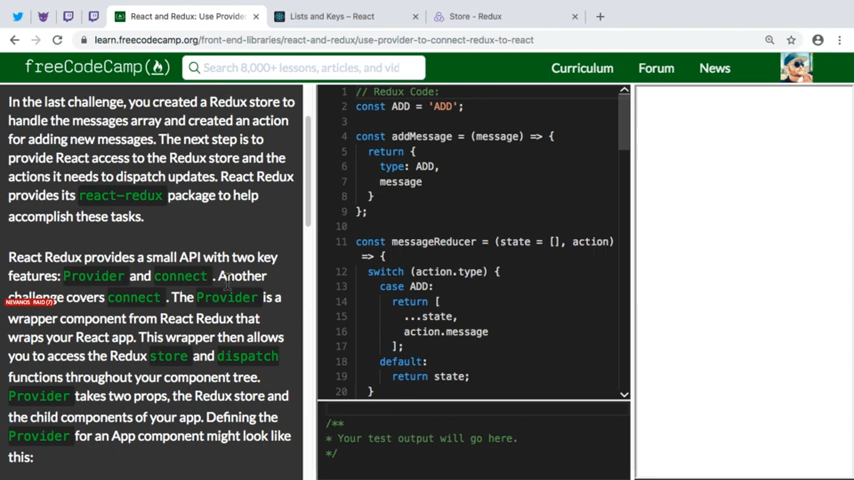 React and Redux: Use Provider
Lists and Keys – React
Store - Redux
learn.freecodecamp.org/front-end-libraries/react-and-redux/use-provider-to-connect-redux-to-react
freeCodeCamp
Search 8,000+ lessons, articles, and vid
Curriculum
Forum
News
In the last challenge, you created a Redux store to
handle the messages array and created an action
for adding new messages. The next step is to
provide React access to the Redux store and the
actions it needs to dispatch updates. React Redux
provides its react-redux package to help
accomplish these tasks.
React Redux provides a small API with two key
features: Provider and connect . Another
challenge covers connect . The Provider is a
NEVANOS RAID (7)
wrapper component from React Redux that
wraps your React app. This wrapper then allows
you to access the Redux store and dispatch
functions throughout your component tree.
Provider takes two props, the Redux store and
the child components of your app. Defining the
Provider for an App component might look like
this:
1 // Redux Code:
2 const ADD = 'ADD';
3
4 const addMessage = (message) => {
5 return {
6 type: ADD,
7 message
8 }
9 };
10
11 const messageReducer = (state = [], action)
=> {
12 switch (action.type) {
13 case ADD:
14 return [
15 ...state,
16 action.message
17 ];
18 default:
19 return state;
20 }
/**
* Your test output will go here.
*/